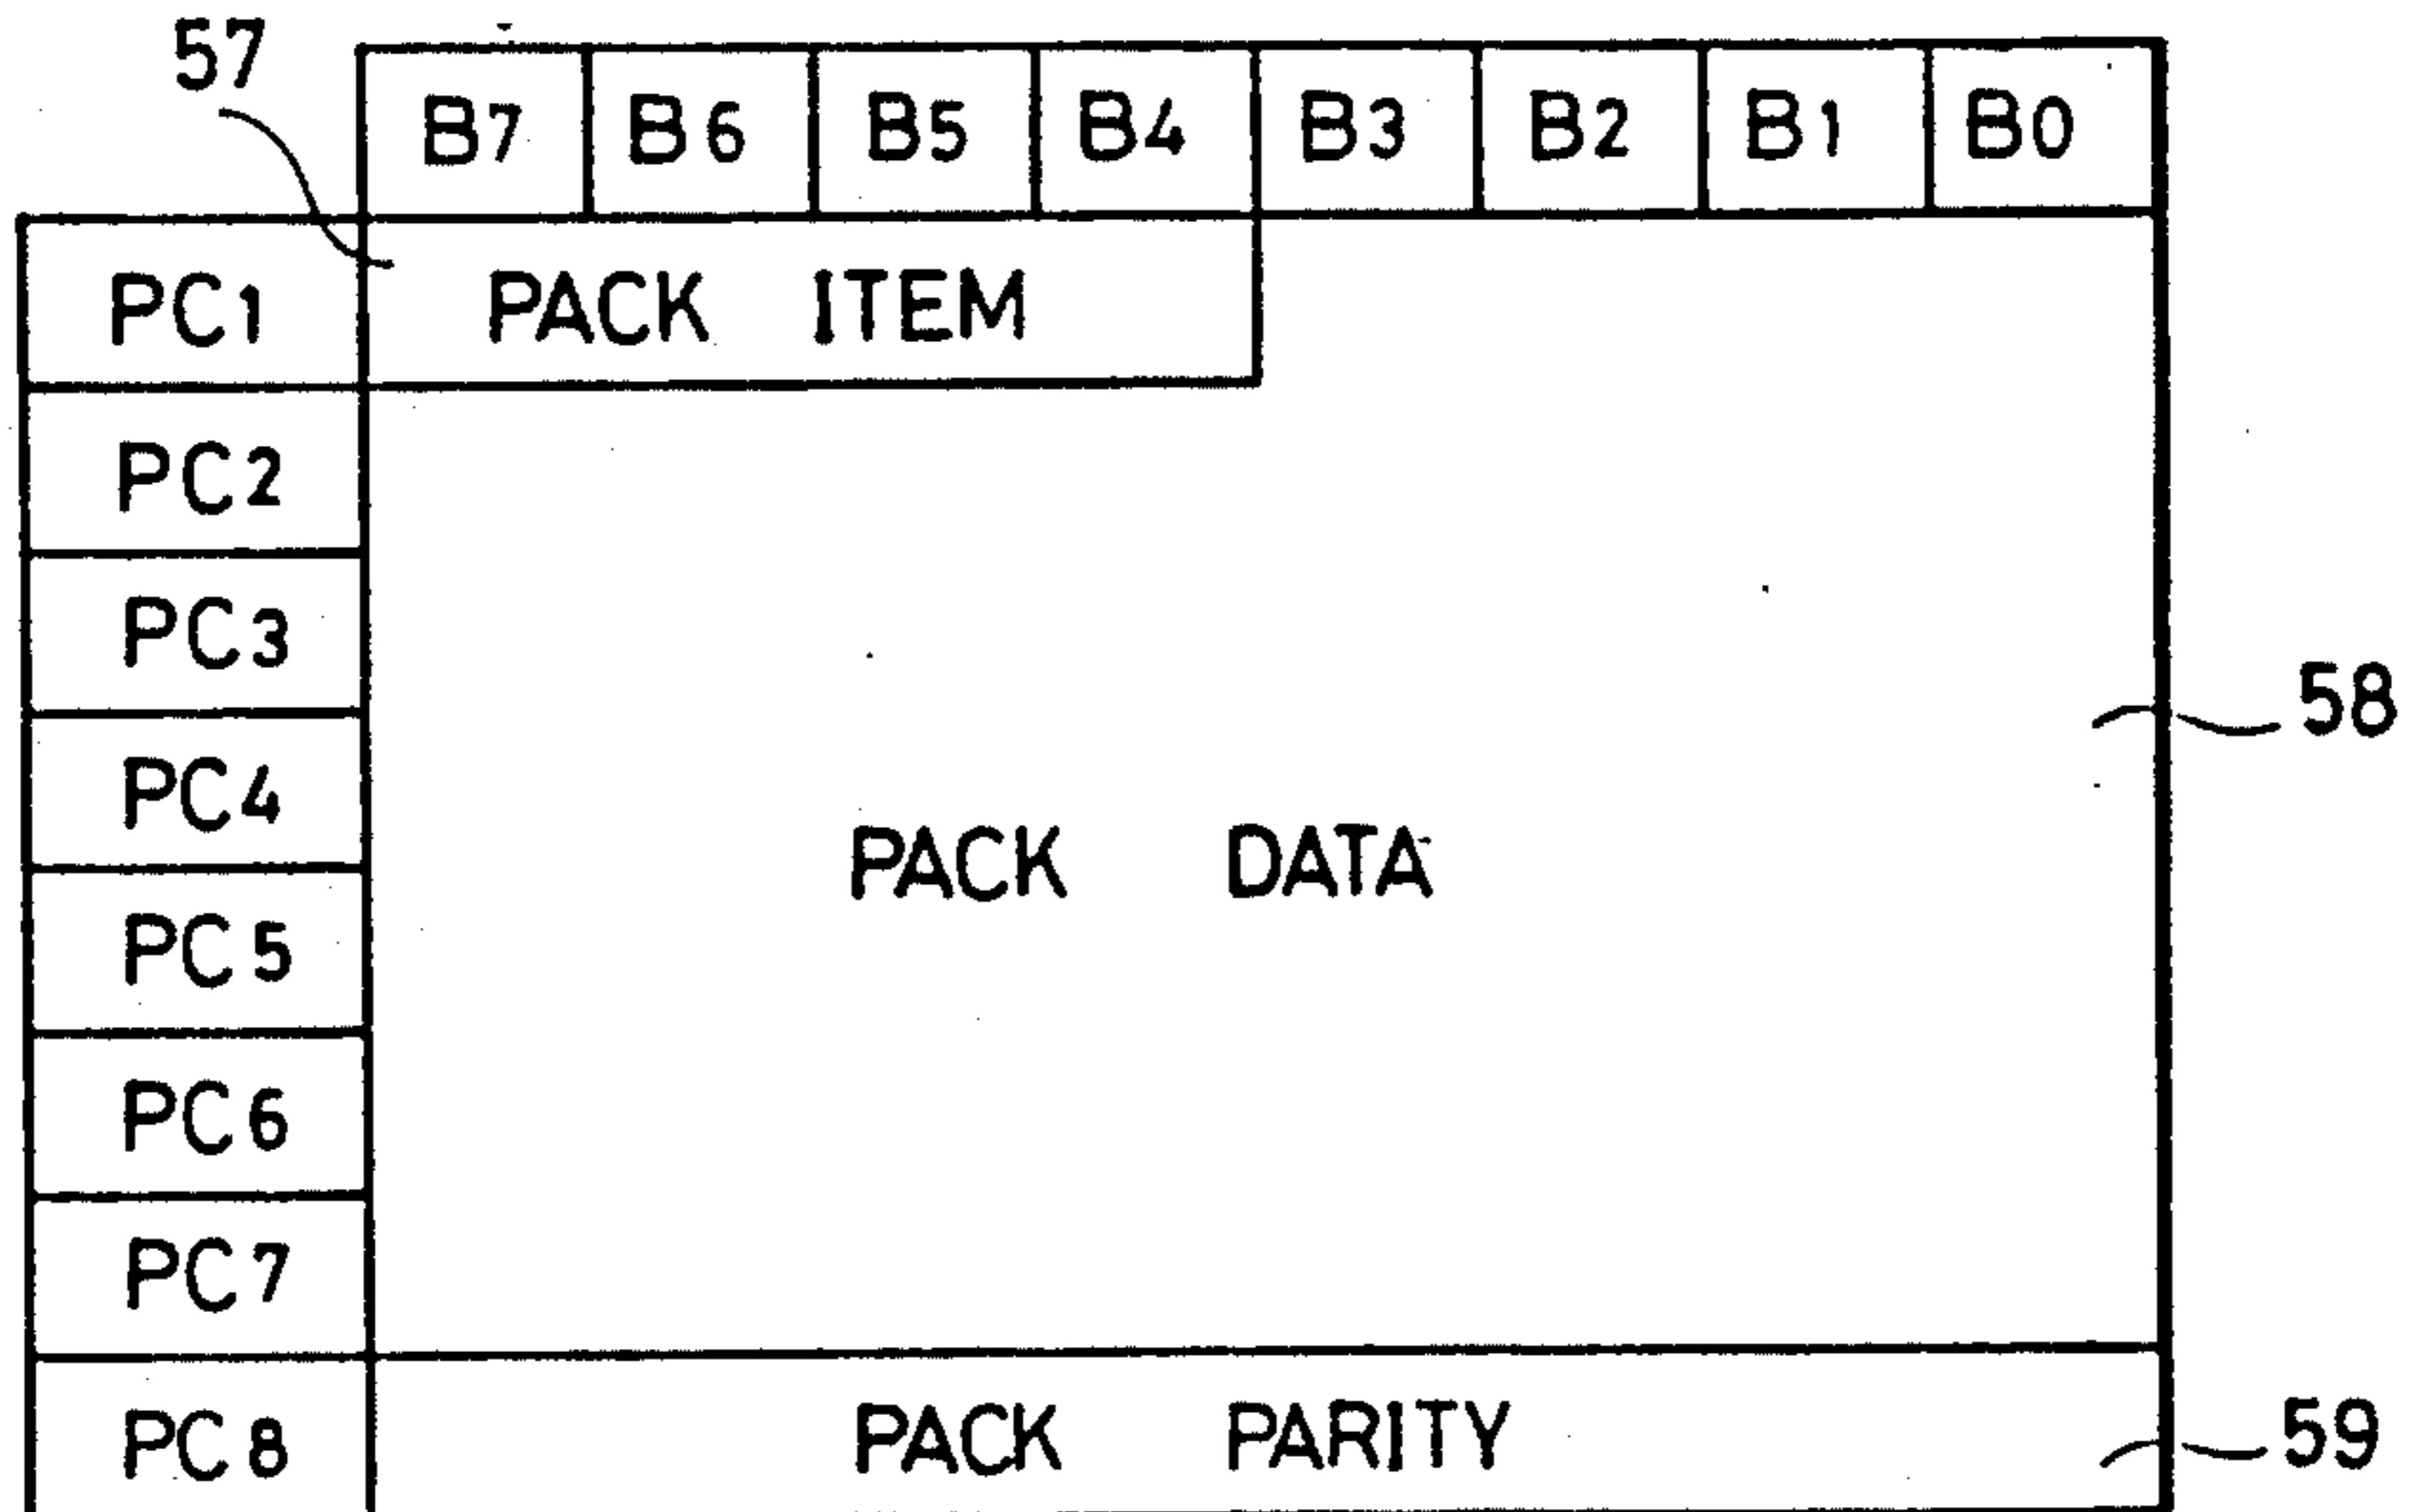 57
B7 B6 B5 B4 B3 B2 B1 B0
PC1 PACK ITEM
PC2
PC3
58
PC4
PACK DATA
PC5
PC6
PC7
PC8 PACK PARITY 59